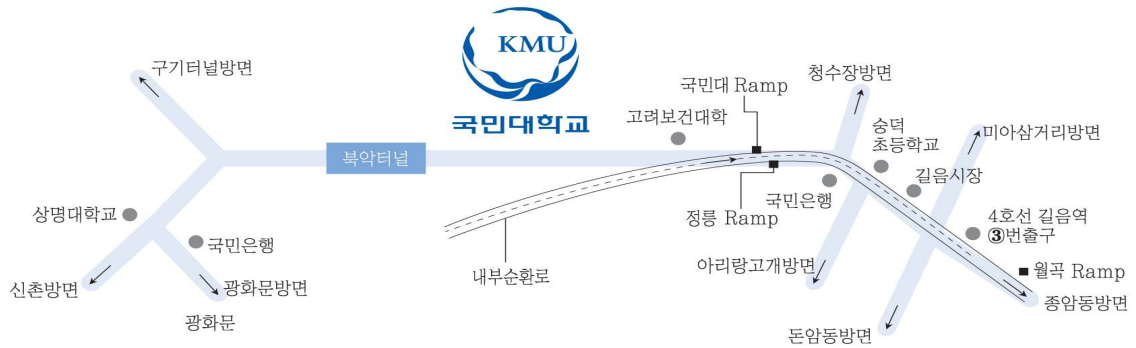 KMU
국민대학교
구기터널방면
북악터널
상명대학교
국민은행
신촌방면
광화문방면
광화문
내부순환로
고려보건대학
국민대 Ramp
정릉 Ramp
국민은행
청수장방면
숭덕
초등학교
길음시장
미아삼거리방면
4호선 길음역
③번출구
월곡 Ramp
종암동방면
아리랑고개방면
돈암동방면